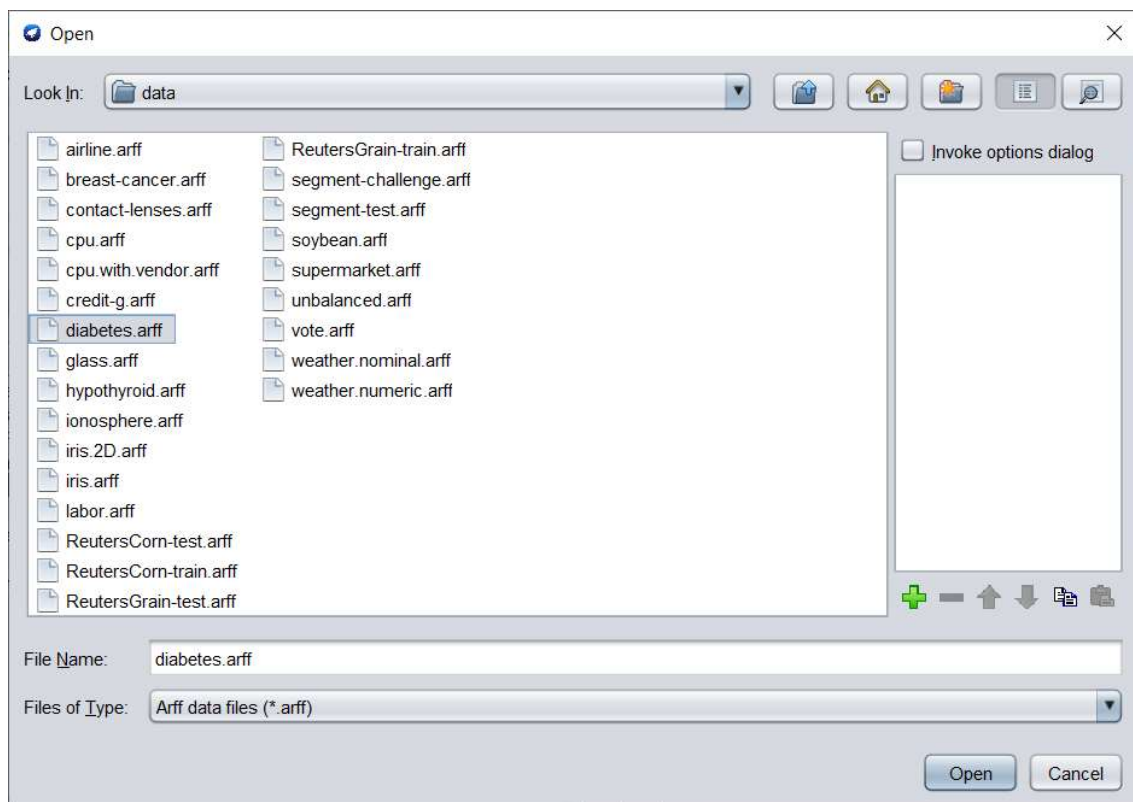 Open
Look In: data
airline.arff
breast-cancer.arff
contact-lenses.arff
cpu.arff
cpu.with.vendor.arff
credit-g.arff
diabetes.arff
glass.arff
hypothyroid.arff
ionosphere.arff
iris.2D.arff
iris.arff
labor.arff
ReutersCorn-test.arff
ReutersCorn-train.arff
ReutersGrain-test.arff
ReutersGrain-train.arff
segment-challenge.arff
segment-test.arff
soybean.arff
supermarket.arff
unbalanced.arff
vote.arff
weather.nominal.arff
weather.numeric.arff
Invoke options dialog
File Name: diabetes.arff
Files of Type: Arff data files (*.arff)
Open Cancel